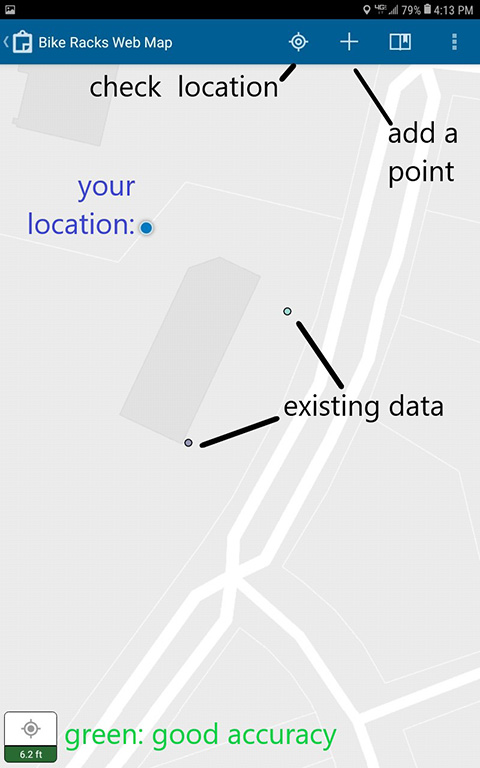 4G 79% 4:13 PM
Bike Racks Web Map
check location
add a
point
your
location:
existing data
6.2 ft
green: good accuracy